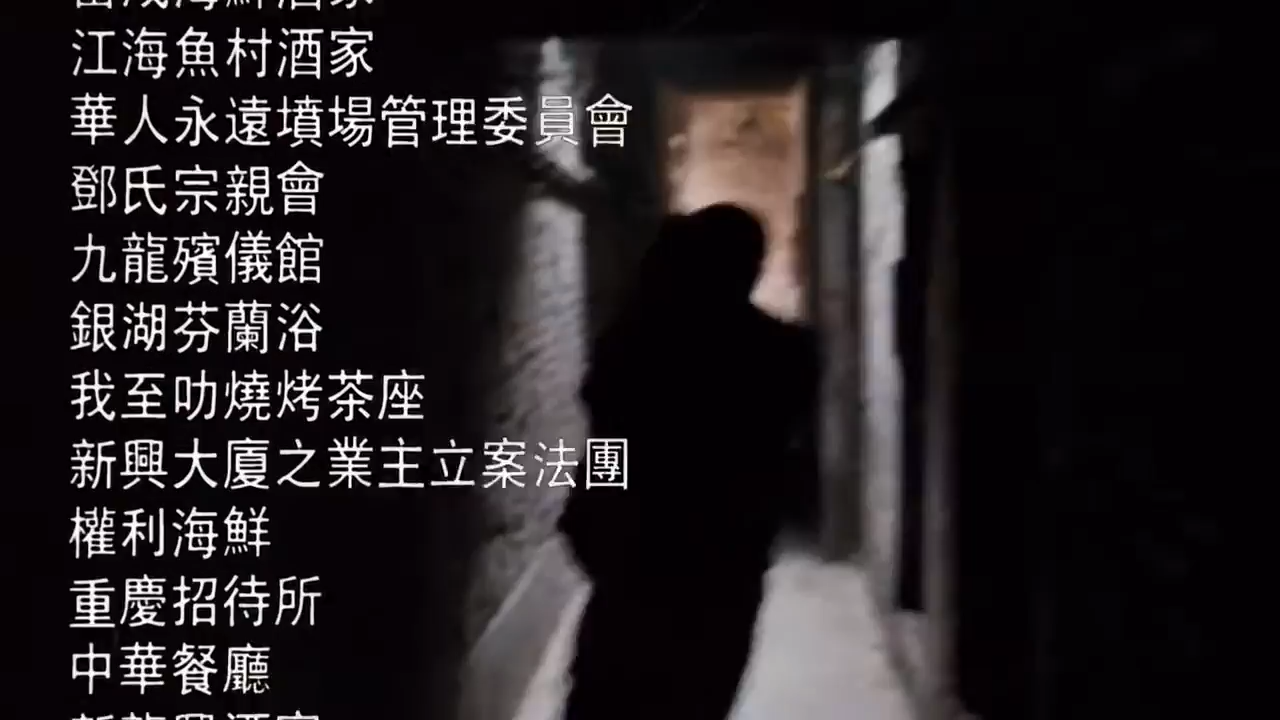 江海魚村酒家
華人永遠墳場管理委員會
鄧氏宗親會
九龍殯儀館
銀湖芬蘭浴
我至叻燒烤茶座
新興大廈之業主立案法團
權利海鮮
重慶招待所
中華餐廳